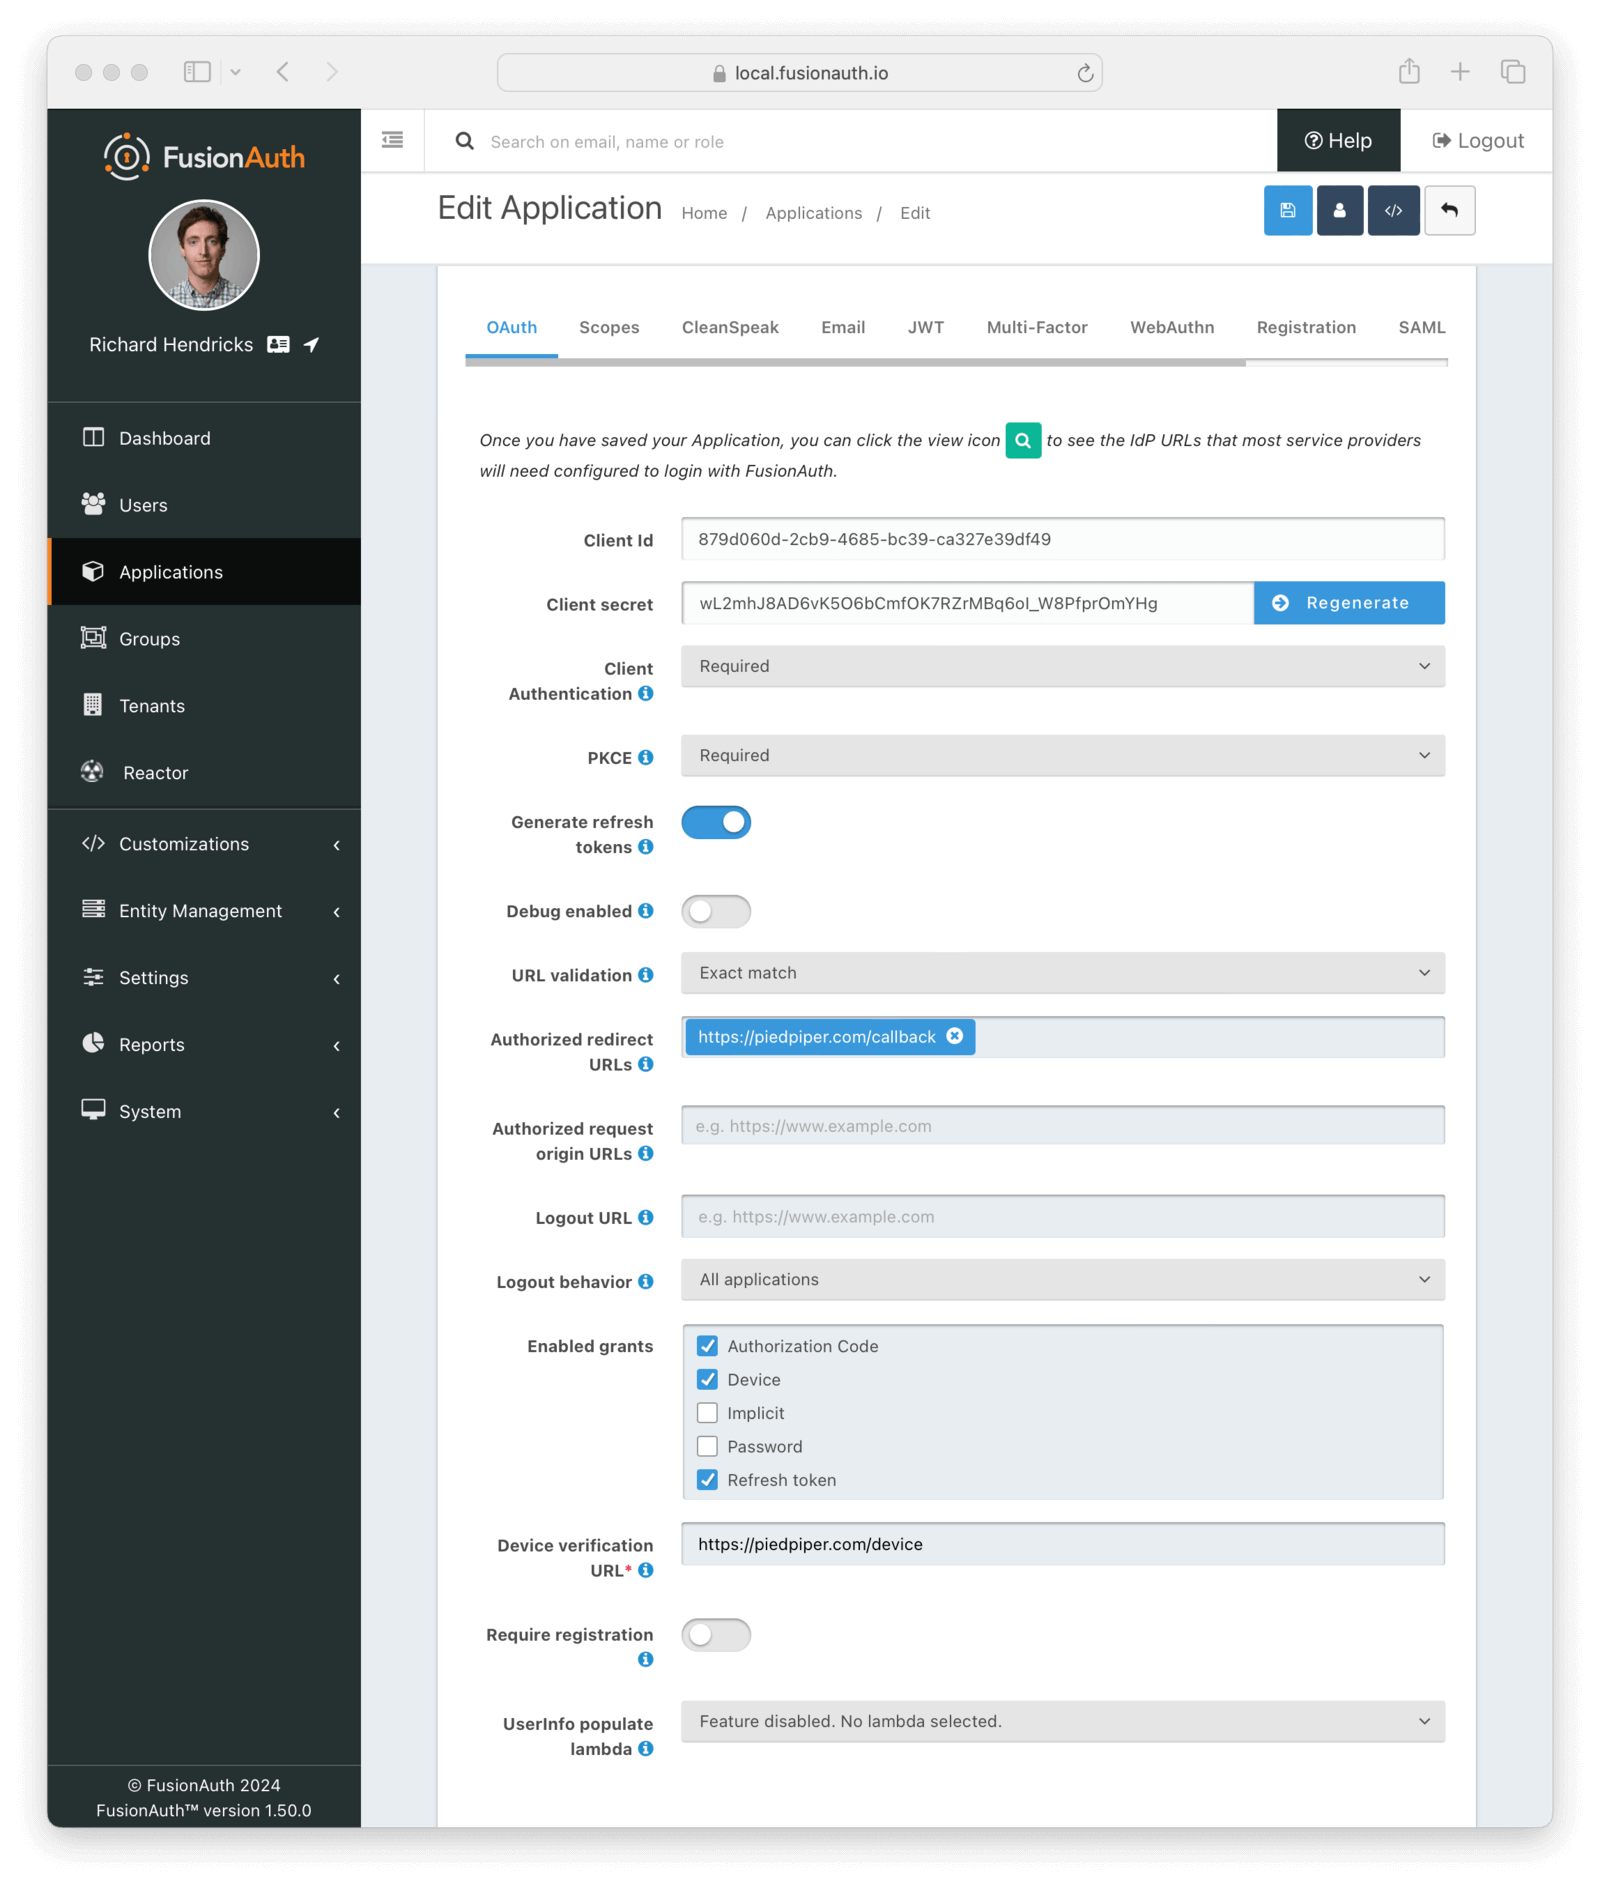 local.fusionauth.io
FusionAuth
Search on email, name or role
Help
Logout
Edit Application
Home / Applications / Edit
Richard Hendricks
Dashboard
Users
Applications
Groups
Tenants
Reactor
Customizations
Entity Management
Settings
Reports
System
© FusionAuth 2024
FusionAuth™ version 1.50.0
OAuth Scopes CleanSpeak Email JWT Multi-Factor WebAuthn Registration SAML
Once you have saved your Application, you can click the view icon to see the IdP URLs that most service providers
will need configured to login with FusionAuth.
Client Id
879d060d-2cb9-4685-bc39-ca327e39df49
Client secret
wL2mhJ8AD6vK5O6bCmfOK7RZrMBq6ol_W8PfprOmYHg
Regenerate
Client
Authentication
Required
PKCE
Required
Generate refresh
tokens
Debug enabled
URL validation
Exact match
Authorized redirect
URLs
https://piedpiper.com/callback
Authorized request
origin URLs
e.g. https://www.example.com
Logout URL
e.g. https://www.example.com
Logout behavior
All applications
Enabled grants
Authorization Code
Device
Implicit
Password
Refresh token
Device verification
URL*
https://piedpiper.com/device
Require registration
UserInfo populate
lambda
Feature disabled. No lambda selected.